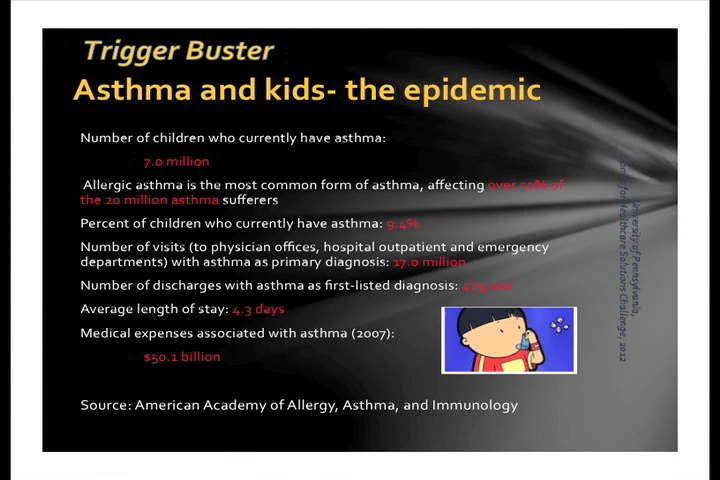 Trigger Buster
Asthma and kids- the epidemic
Number of children who currently have asthma:
7.0 million
Allergic asthma is the most common form of asthma, affecting over 50% of
the 20 million asthma sufferers
Percent of children who currently have asthma: 9.4%
Number of visits (to physician offices, hospital outpatient and emergency
departments) with asthma as primary diagnosis: 17.0 million
Number of discharges with asthma as first-listed diagnosis:
Average length of stay: 4.3 days
Medical expenses associated with asthma (2007):
$50.1 billion
Source: American Academy of Allergy, Asthma, and Immunology
University of Pennsylvania,
for Healthcare Solutions Challenge, 2012